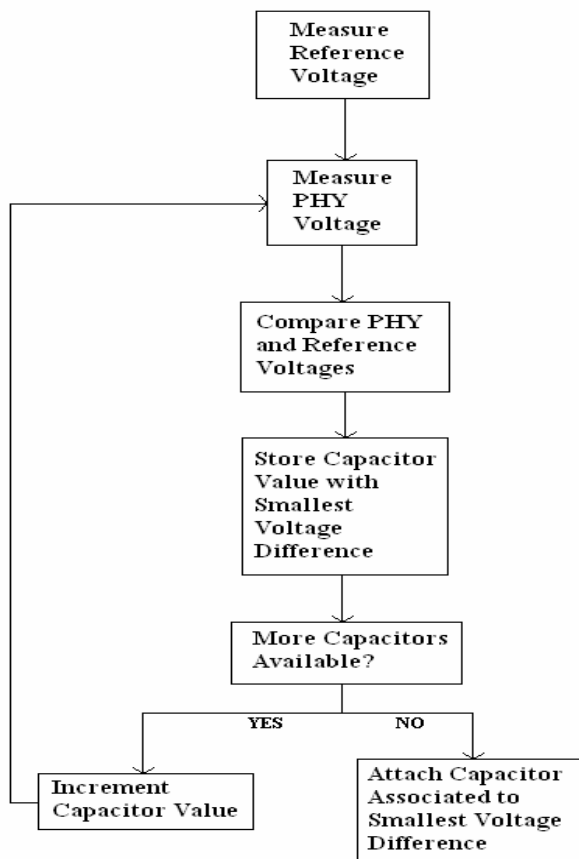 Measure
Reference
Voltage
Measure
PHY
Voltage
Compare PHY
and Reference
Voltages
Store Capacitor
Value with
Smallest
Voltage
Difference
More Capacitors
Available?
YES
NO
Increment
Capacitor Value
Attach Capacitor
Associated to
Smallest Voltage
Difference